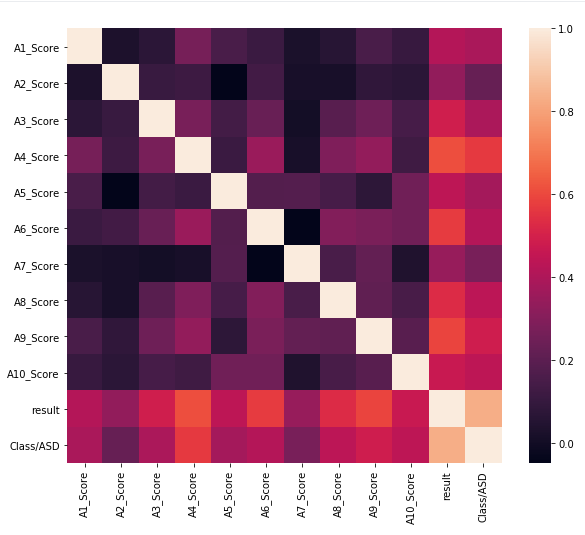 A1_Score
A2_Score
A3_Score
A4_Score
A5_Score
A6_Score
A7_Score
A8_Score
A9_Score
A10_Score
result
Class/ASD
A1_Score
A2_Score
A3_Score
A4_Score
A5_Score
A6_Score
A7_Score
A8_Score
A9_Score
A10_Score
result
Class/ASD
1.0
0.8
0.6
0.4
0.2
0.0